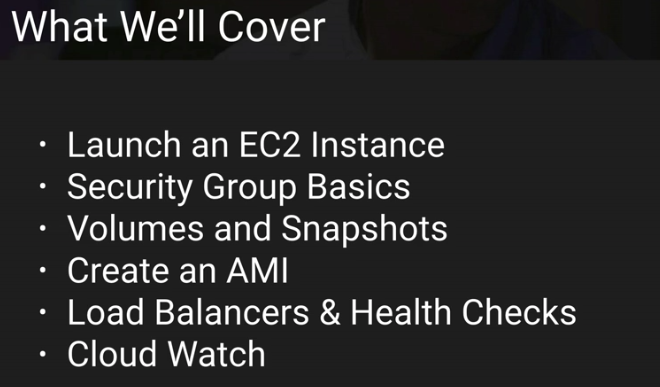 What We’ll Cover
· Launch an EC2 Instance
· Security Group Basics
· Volumes and Snapshots
· Create an AMI
· Load Balancers & Health Checks
· Cloud Watch